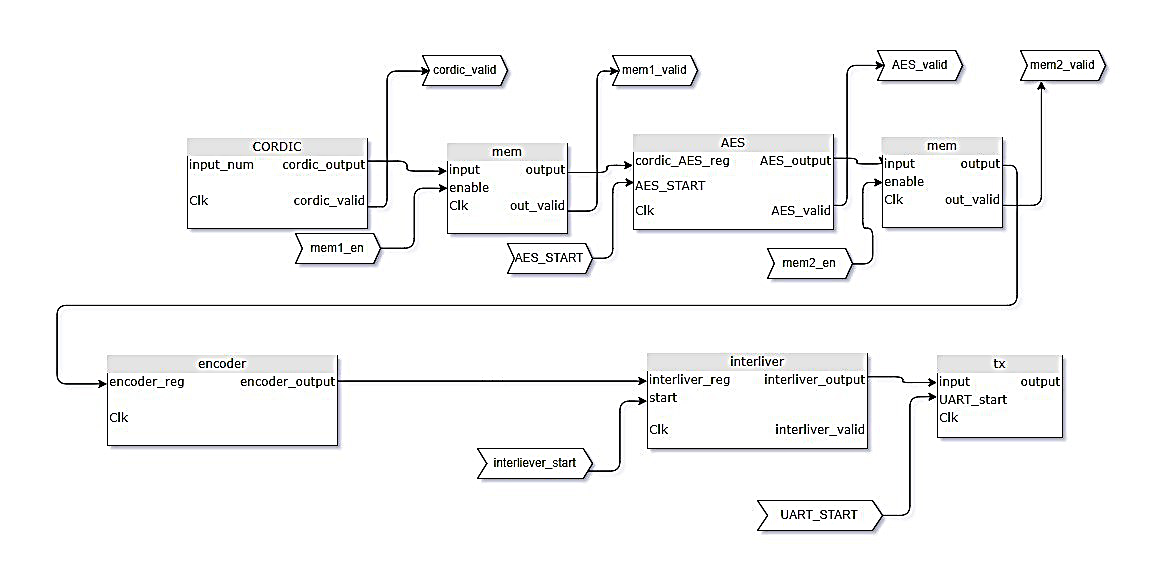 cordic_valid
mem1_valid
AES_valid
mem2_valid
CORDIC
input_num cordic_output
Clk cordic_valid
mem
input output
enable
Clk out_valid
AES
cordic_AES_reg AES_output
AES_START
Clk AES_valid
mem
input output
enable
Clk out_valid
mem1_en
AES_START
mem2_en
encoder
encoder_reg encoder_output
Clk
interliver
interliver_reg interliver_output
start
Clk interliver_valid
tx
input output
UART_start
Clk
interliever_start
UART_START